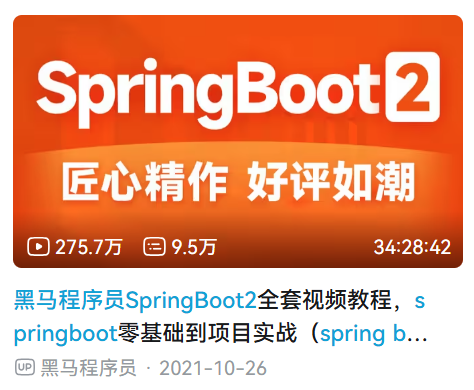 SpringBoot2
匠心精作 好评如潮
275.7万 9.5万 34:28:42
黑马程序员SpringBoot2全套视频教程，s
pringboot零基础到项目实战（spring b...
UP 黑马程序员 · 2021-10-26